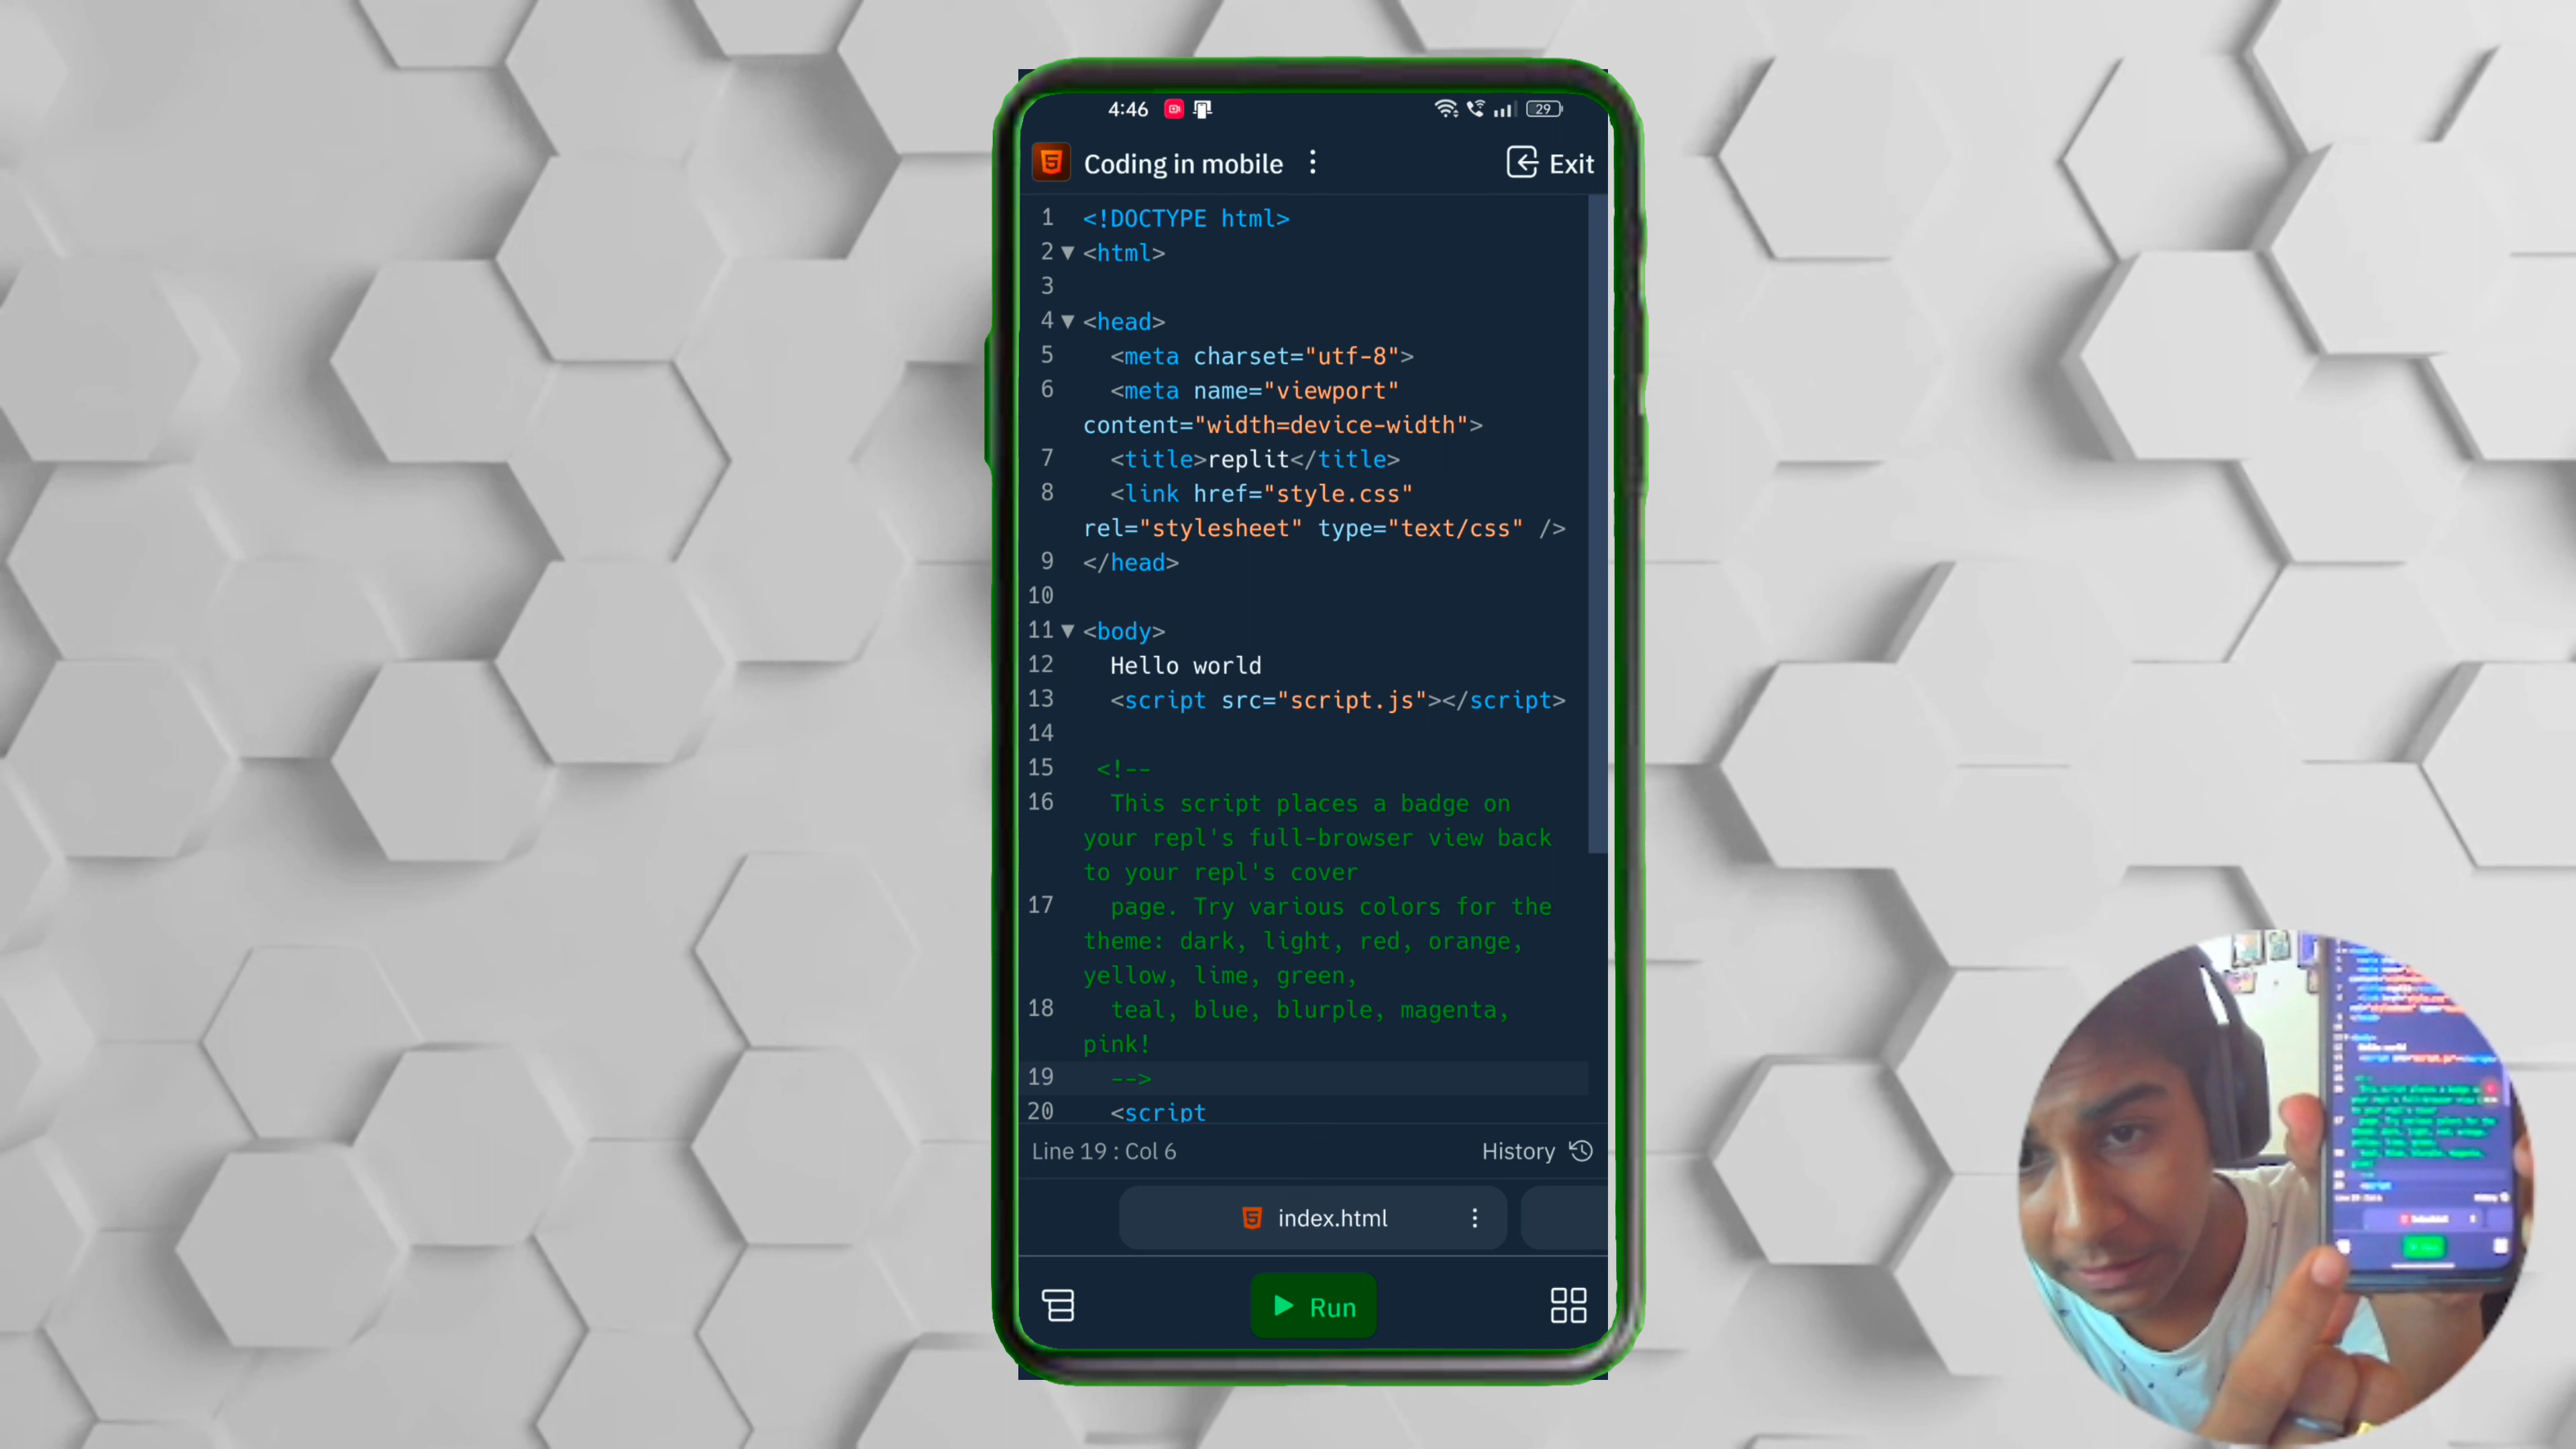 4:46 29
Coding in mobile Exit
1 <!DOCTYPE html>
2 <html>
3
4 <head>
5 <meta charset="utf-8">
6 <meta name="viewport"
content="width=device-width">
7 <title>replit</title>
8 <link href="style.css"
rel="stylesheet" type="text/css" />
9 </head>
10
11 <body>
12 Hello world
13 <script src="script.js"></script>
14
15 <!--
16 This script places a badge on
your repl's full-browser view back
to your repl's cover
17 page. Try various colors for the
theme: dark, light, red, orange,
yellow, lime, green,
18 teal, blue, blurple, magenta,
pink!
19 -->
20 <script
Line 19 : Col 6 History
index.html
Run